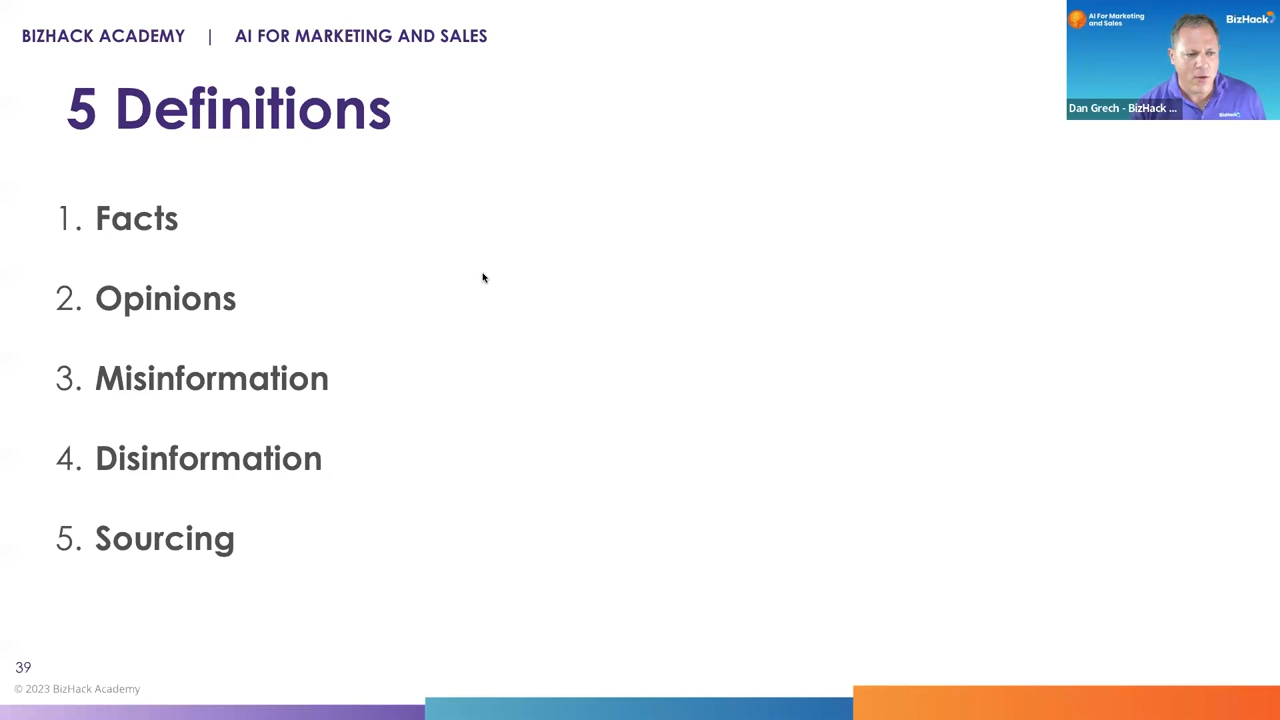 BIZHACK ACADEMY | AI FOR MARKETING AND SALES
AI For Marketing
and Sales
BizHack
5 Definitions
Dan Grech - BizHack ...
BizHack
1. Facts
2. Opinions
3. Misinformation
4. Disinformation
5. Sourcing
39
© 2023 BizHack Academy